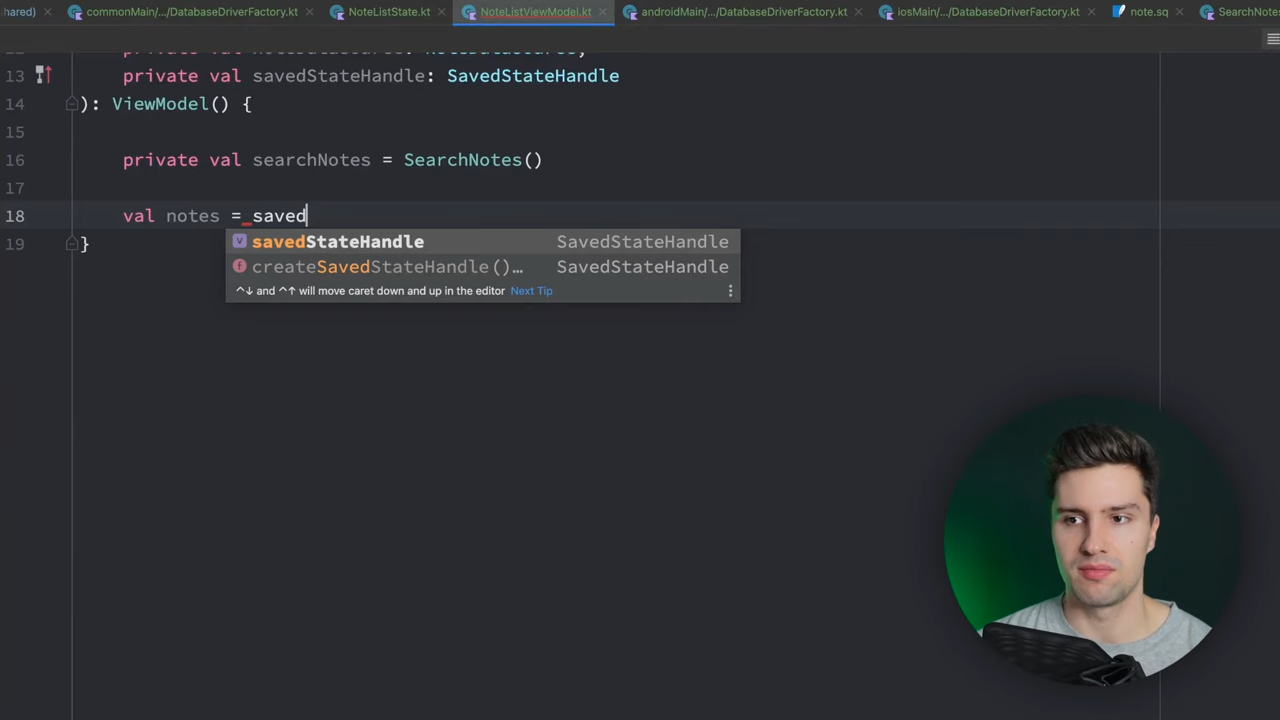 hared)
commonMain/.../DatabaseDriverFactory.kt
NoteListState.kt
NoteListViewModel.kt
androidMain/.../DatabaseDriverFactory.kt
iosMain/.../DatabaseDriverFactory.kt
note.sq
SearchNotes
13 private val savedStateHandle: SavedStateHandle
14 ): ViewModel() {
15
16 private val searchNotes = SearchNotes()
17
18 val notes = saved
19 }
savedStateHandle SavedStateHandle
createSavedStateHandle()... SavedStateHandle
^↓ and ^↑ will move caret down and up in the editor Next Tip